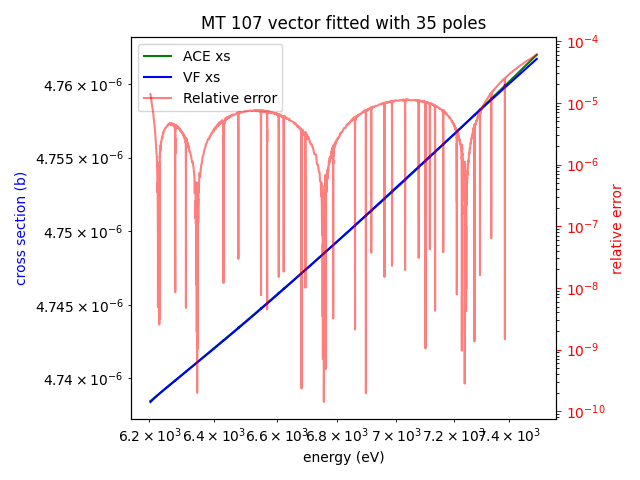 MT 107 vector fitted with 35 poles
ACE xs
VF xs
Relative error
cross section (b)
4.76 × 10⁻⁶
4.755 × 10⁻⁶
4.75 × 10⁻⁶
4.745 × 10⁻⁶
4.74 × 10⁻⁶
10⁻⁴
10⁻⁵
10⁻⁶
10⁻⁷
10⁻⁸
10⁻⁹
10⁻¹⁰
relative error
6.2 × 10³ 6.4 × 10³ 6.6 × 10³ 6.8 × 10³ 7 × 10³ 7.2 × 10³ 7.4 × 10³
energy (eV)